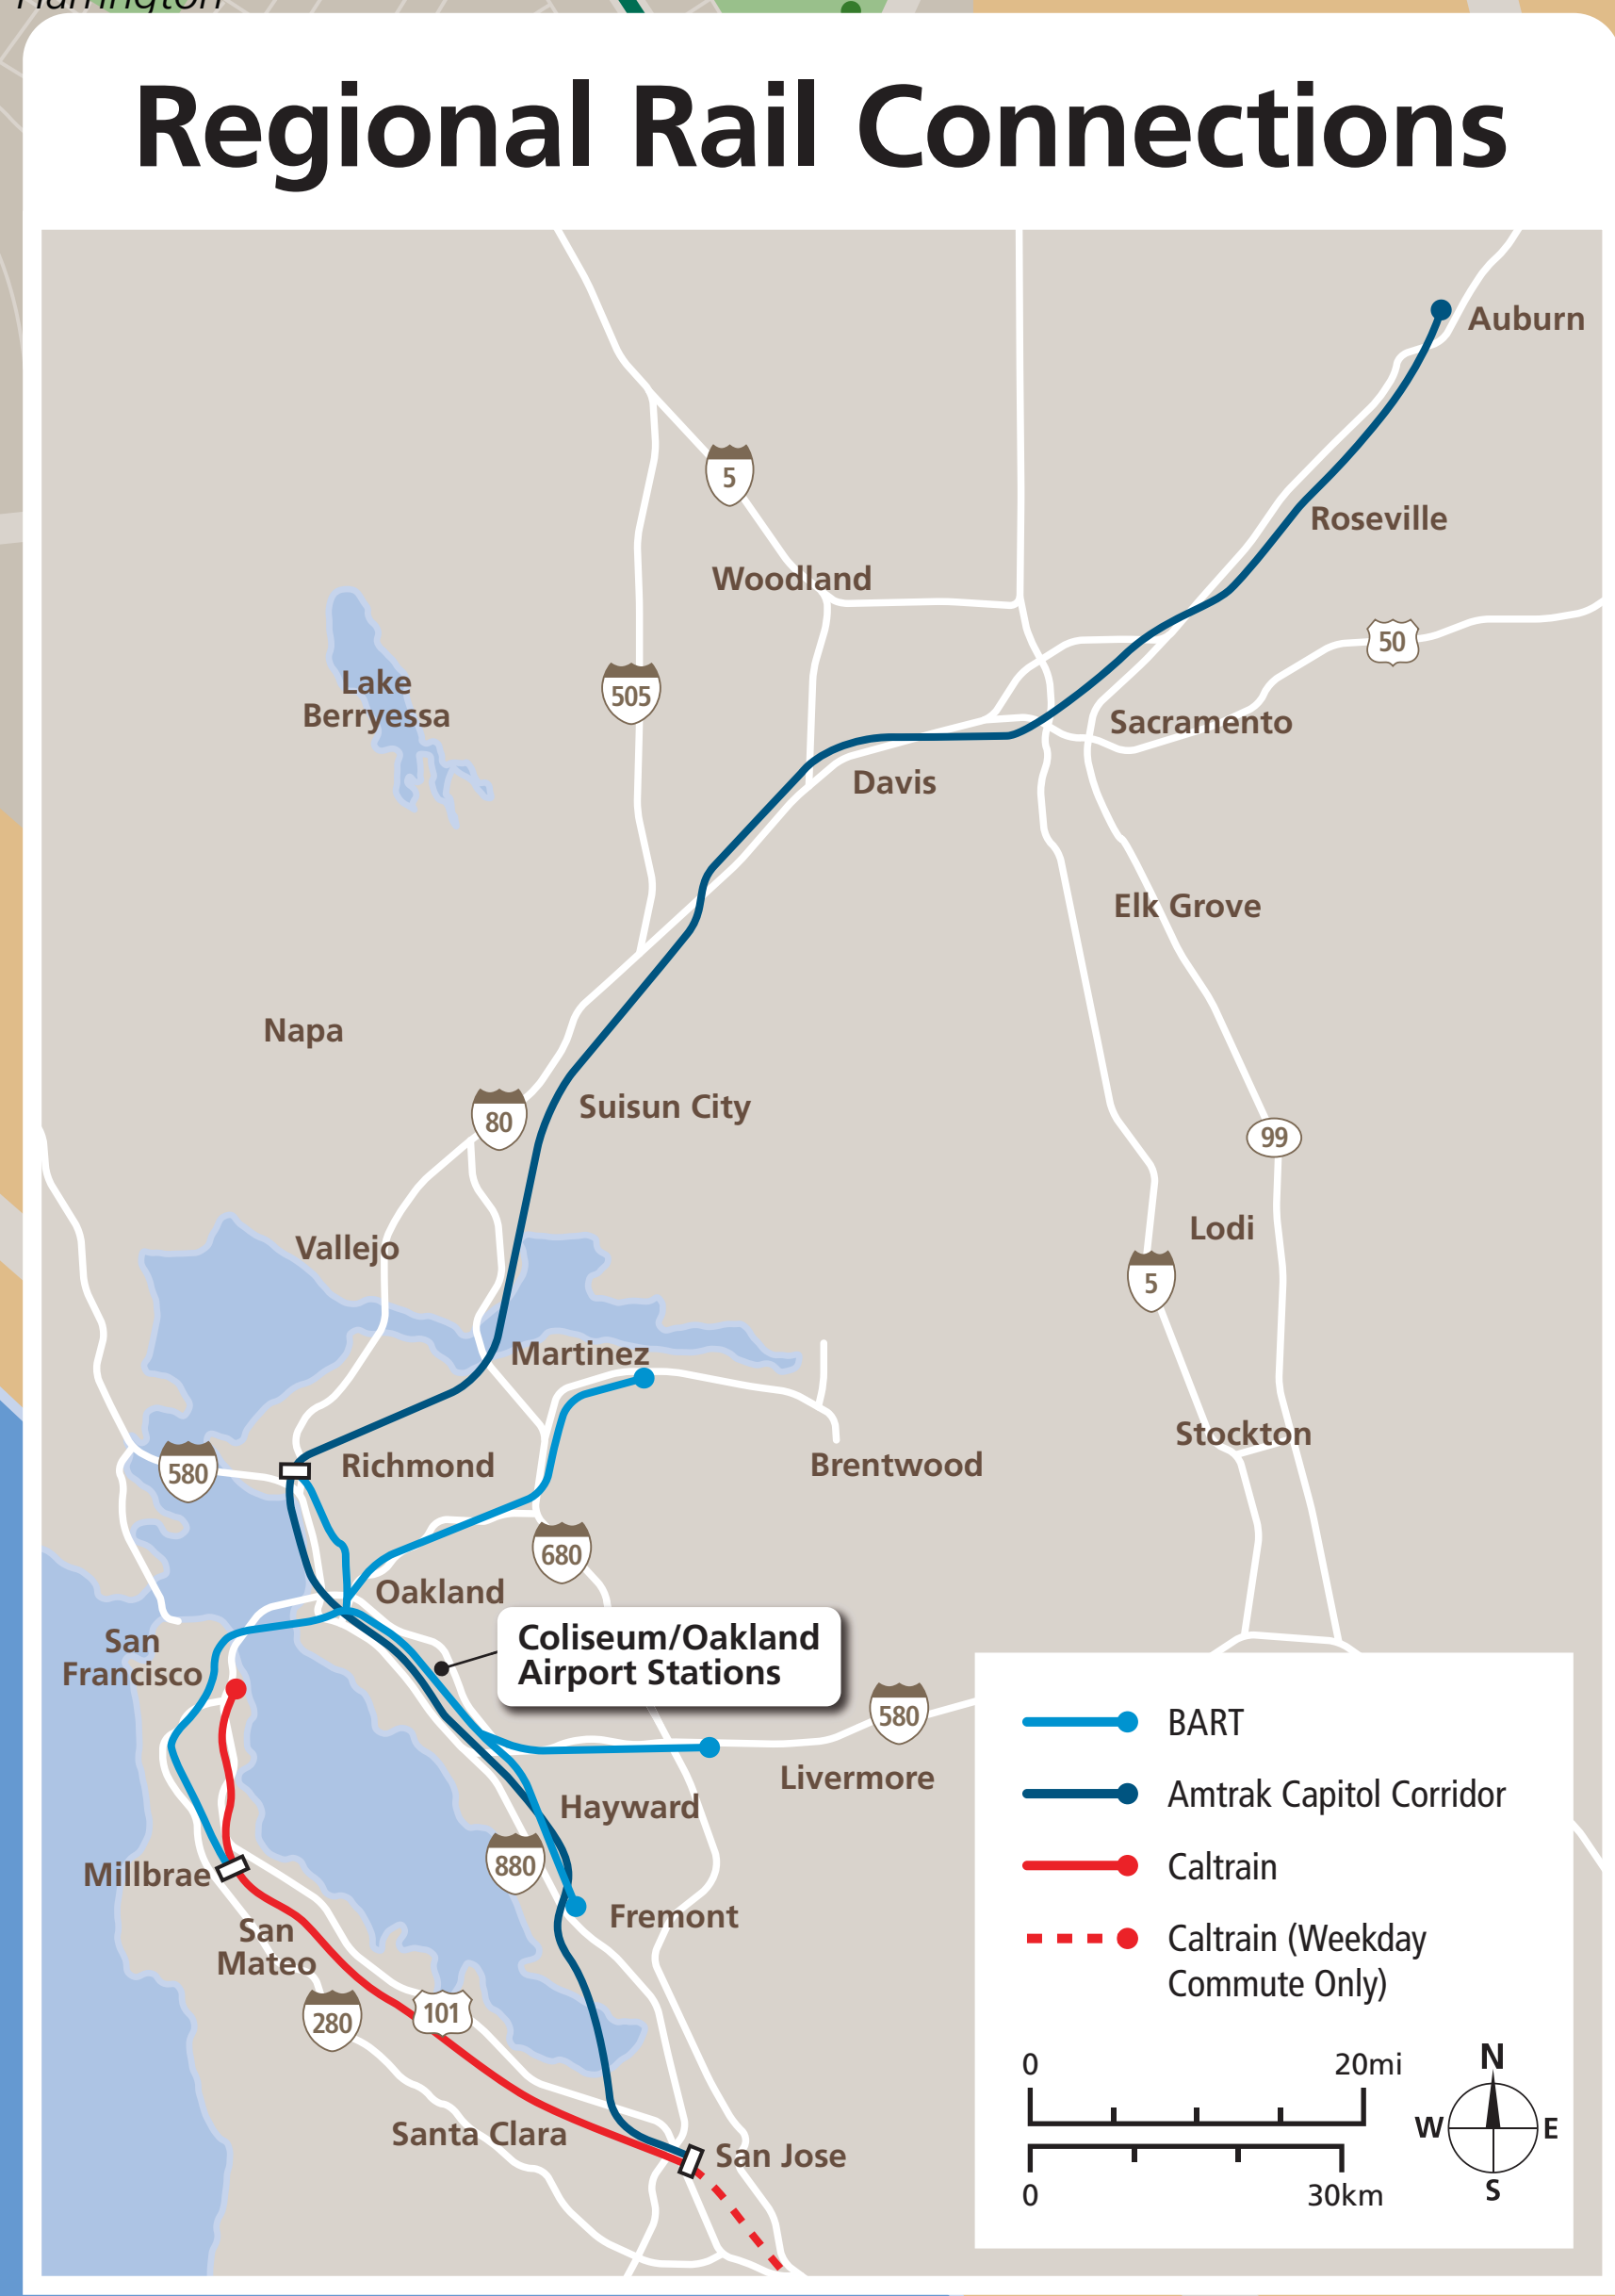 Harrington
Regional Rail Connections
Auburn
5
Roseville
Woodland
50
Lake
Berryessa
505
Sacramento
Davis
Elk Grove
Napa
Suisun City
80
99
Lodi
Vallejo
5
Martinez
Stockton
Richmond
Brentwood
580
680
Oakland
San
Francisco
Coliseum/Oakland
Airport Stations
580
Livermore
Hayward
880
Millbrae
Fremont
San
Mateo
280
101
Santa Clara
San Jose
BART
Amtrak Capitol Corridor
Caltrain
Caltrain (Weekday
Commute Only)
0
20mi
0
30km
N
W
E
S